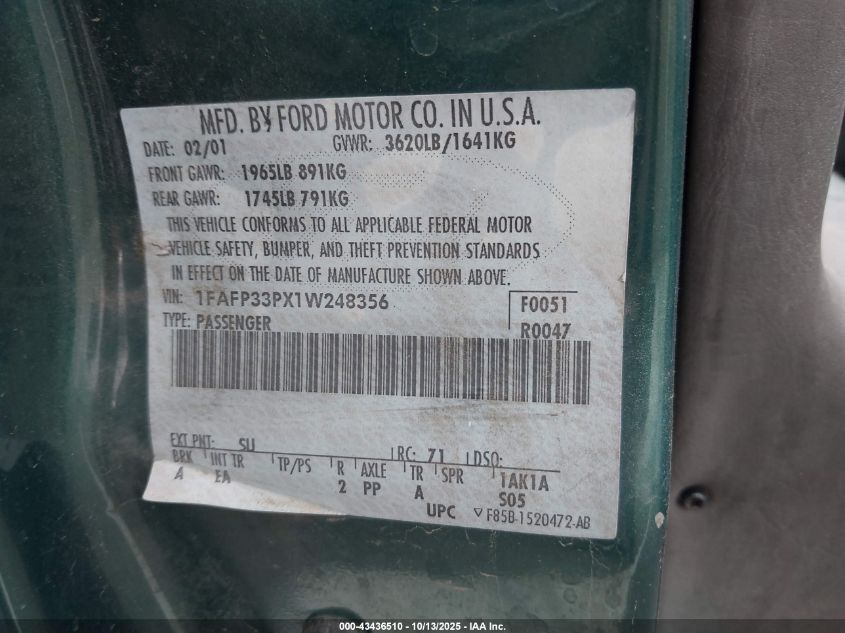 MFD. BY FORD MOTOR CO. IN U.S.A.
DATE: 02/01 GVWR: 3620LB/1641KG
FRONT GAWR: 1965LB 891KG
REAR GAWR: 1745LB 791KG
THIS VEHICLE CONFORMS TO ALL APPLICABLE FEDERAL MOTOR
VEHICLE SAFETY, BUMPER, AND THEFT PREVENTION STANDARDS
IN EFFECT ON THE DATE OF MANUFACTURE SHOWN ABOVE.
VIN: 1FAFP33PX1W248356 F0051
TYPE: PASSENGER R0047
EXT PNT: SU RC: 71 DSO:
BRK INT TR TP/PS R AXLE TR SPR 1AK1A
A EA 2 PP A S05
UPC ▽F85B-1520472-AB
000-43436510 - 10/13/2025 - IAA Inc.